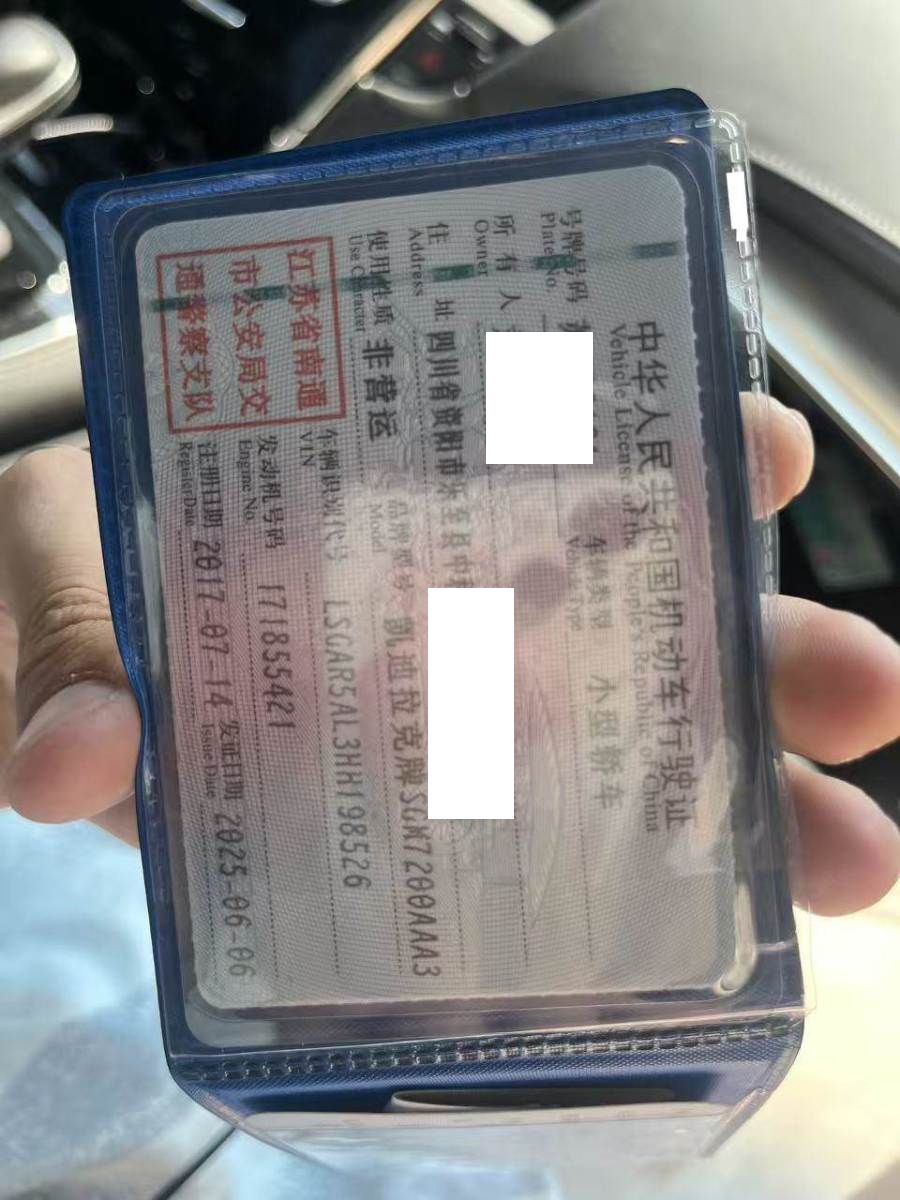 中华人民共和国机动车行驶证
Vehicle License of the People's Republic of China
号牌号码
Plate No.
车辆类型 小型轿车
Vehicle Type
所有人
Owner
住址 四川省资阳市乐至县中
Address
使用性质 非营运
Use Character
品牌型号 凯迪拉克牌SGM7200AAA3
Model
江苏省南通
市公安局交
通警察支队
车辆识别代号 LSGAR5AL3HH198526
VIN
发动机号码 171855421
Engine No.
注册日期 2017-07-14 发证日期 2025-06-06
Register Date Issue Date